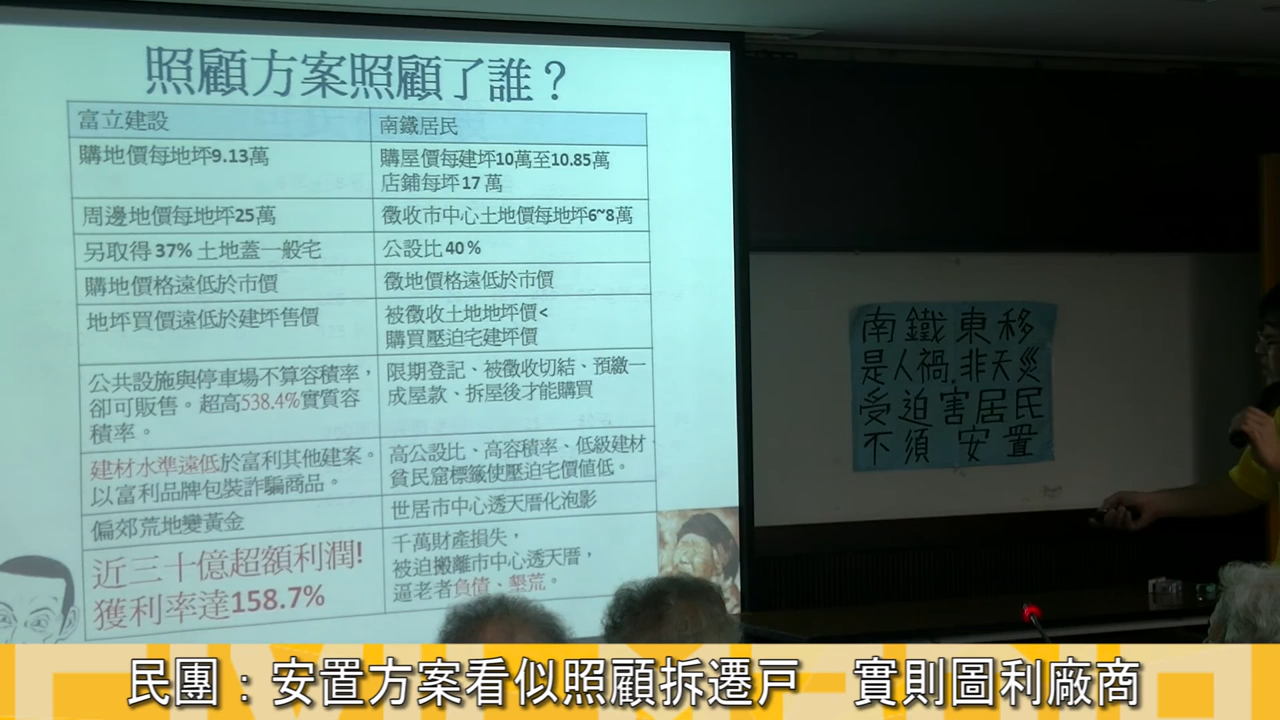 照顧方案照顧了誰？
富立建設
南鐵居民
購地價每地坪9.13萬
購屋價每建坪10萬至10.85萬
店鋪每坪17萬
周邊地價每地坪25萬
徵收市中心土地價每地坪6~8萬
另取得37%土地蓋一般宅
公設比40%
購地價格遠低於市價
徵地價格遠低於市價
地坪買價遠低於建坪售價
被徵收土地地坪價<
購買壓迫宅建坪價
公共設施與停車場不算容積率，
卻可販售。超高538.4%實質容
積率。
限期登記、被徵收切結、預繳一
成屋款、拆屋後才能購買
建材水準遠低於富利其他建案。
以富利品牌包裝詐騙商品。
高公設比、高容積率、低級建材
貧民窟標籤使壓迫宅價值低。
偏郊荒地變黃金
世居市中心透天厝化泡影
近三十億超額利潤!
獲利率達158.7%
千萬財產損失，
被迫搬離市中心透天厝，
逼老者負債、墾荒。
南鐵東移
是人禍,非天災
受迫害居民
不須安置
民團：安置方案看似照顧拆遷戶　實則圖利廠商